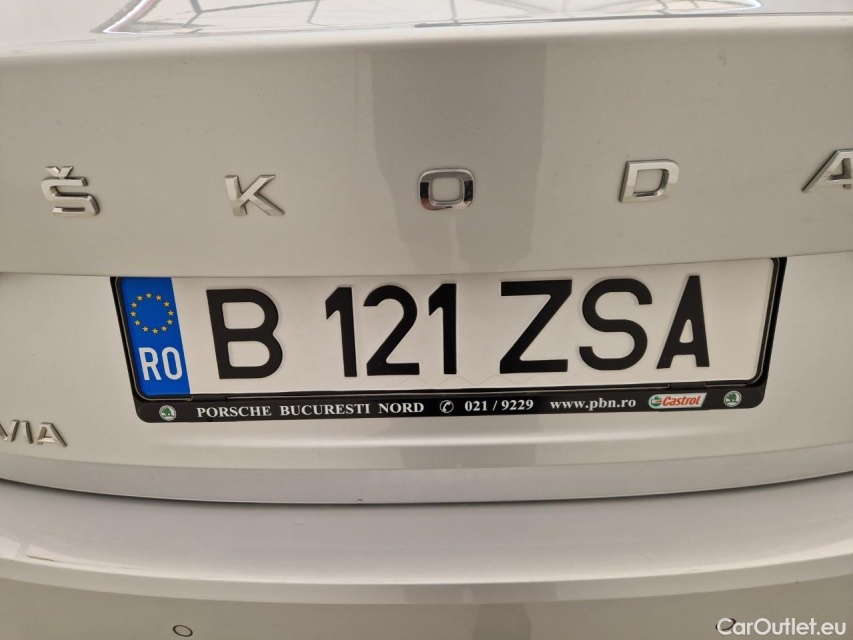 ŠKODA
RO B 121 ZSA
PORSCHE BUCURESTI NORD ✆ 021 / 9229 www.pbn.ro Castrol
VIA
CarOutlet.eu